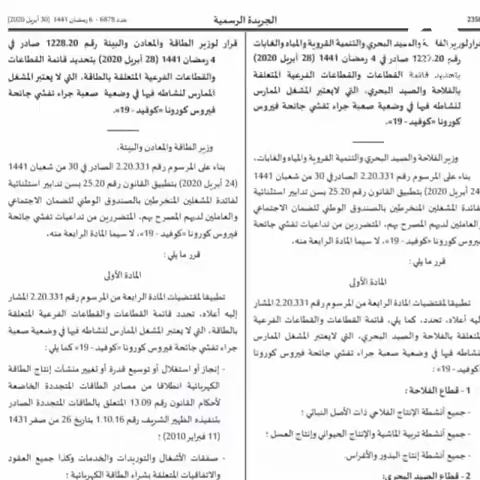 2350
الجريدة الرسمية
عدد 6878 - 6 رمضان 1441 (30 أبريل 2020)
قرار لوزير الفلاحة والصيد البحري والتنمية القروية والمياه والغابات
رقم 1227.20 صادر في 4 رمضان 1441 (28 أبريل 2020)
بتحديد قائمة القطاعات والقطاعات الفرعية المتعلقة
بالفلاحة والصيد البحري، التي لايعتبر المشغل الممارس
لنشاطه فيها في وضعية صعبة جراء تفشي جائحة فيروس
كورونا «كوفيد - 19».
وزير الفلاحة والصيد البحري والتنمية القروية والمياه والغابات،
بناء على المرسوم رقم 2.20.331 الصادر في 30 من شعبان 1441
(24 أبريل 2020) بتطبيق القانون رقم 25.20 بسن تدابير استثنائية
لفائدة المشغلين المنخرطين بالصندوق الوطني للضمان الاجتماعي
والعاملين لديهم المصرح بهم، المتضررين من تداعيات تفشي جائحة
فيروس كورونا «كوفيد - 19»، لا سيما المادة الرابعة منه،
قرر ما يلي :
المادة الأولى
تطبيقا لمقتضيات المادة الرابعة من المرسوم رقم 2.20.331 المشار
إليه أعلاه، تحدد، كما يلي، قائمة القطاعات والقطاعات الفرعية
المتعلقة بالفلاحة والصيد البحري، التي لايعتبر المشغل الممارس
لنشاطه فيها في وضعية صعبة جراء تفشي جائحة فيروس كورونا
«كوفيد - 19» :
1 - قطاع الفلاحة :
- جميع أنشطة الإنتاج الفلاحي ذات الأصل النباتي ؛
- جميع أنشطة تربية الماشية والإنتاج الحيواني وإنتاج العسل ؛
- جميع أنشطة إنتاج البذور والأغراس.
2 - قطاع الصيد البحري:
قرار لوزير الطاقة والمعادن والبيئة رقم 1228.20 صادر في
4 رمضان 1441 (28 أبريل 2020) بتحديد قائمة القطاعات
والقطاعات الفرعية المتعلقة بالطاقة، التي لا يعتبر المشغل
الممارس لنشاطه فيها في وضعية صعبة جراء تفشي جائحة
فيروس كورونا «كوفيد - 19».
وزير الطاقة والمعادن والبيئة،
بناء على المرسوم رقم 2.20.331 الصادر في 30 من شعبان 1441
(24 أبريل 2020) بتطبيق القانون رقم 25.20 بسن تدابير استثنائية
لفائدة المشغلين المنخرطين بالصندوق الوطني للضمان الاجتماعي
والعاملين لديهم المصرح بهم، المتضررين من تداعيات تفشي جائحة
فيروس كورونا «كوفيد - 19»، لا سيما المادة الرابعة منه،
قرر ما يلي :
المادة الأولى
تطبيقا لمقتضيات المادة الرابعة من المرسوم رقم 2.20.331 المشار
إليه أعلاه، تحدد قائمة القطاعات والقطاعات الفرعية المتعلقة
بالطاقة، التي لا يعتبر المشغل الممارس لنشاطه فيها في وضعية صعبة
جراء تفشي جائحة فيروس كورونا «كوفيد - 19» كما يلي :
- إنجاز أو استغلال أو توسيع قدرة أو تغيير منشآت إنتاج الطاقة
الكهربائية انطلاقا من مصادر الطاقات المتجددة الخاضعة
لأحكام القانون رقم 13.09 المتعلق بالطاقات المتجددة الصادر
بتنفيذه الظهير الشريف رقم 1.10.16 بتاريخ 26 من صفر 1431
(11 فبراير 2010) ؛
- صفقات الأشغال والتوريدات والخدمات وكذا جميع العقود
والاتفاقيات المتعلقة بشراء الطاقة الكهربائية ؛